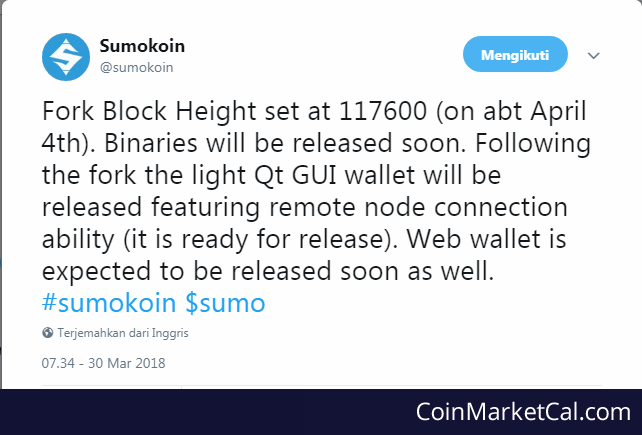 Sumokoin
@sumokoin
Mengikuti
Fork Block Height set at 117600 (on abt April
4th). Binaries will be released soon. Following
the fork the light Qt GUI wallet will be
released featuring remote node connection
ability (it is ready for release). Web wallet is
expected to be released soon as well.
#sumokoin $sumo
Terjemahkan dari Inggris
07.34 - 30 Mar 2018
CoinMarketCal.com